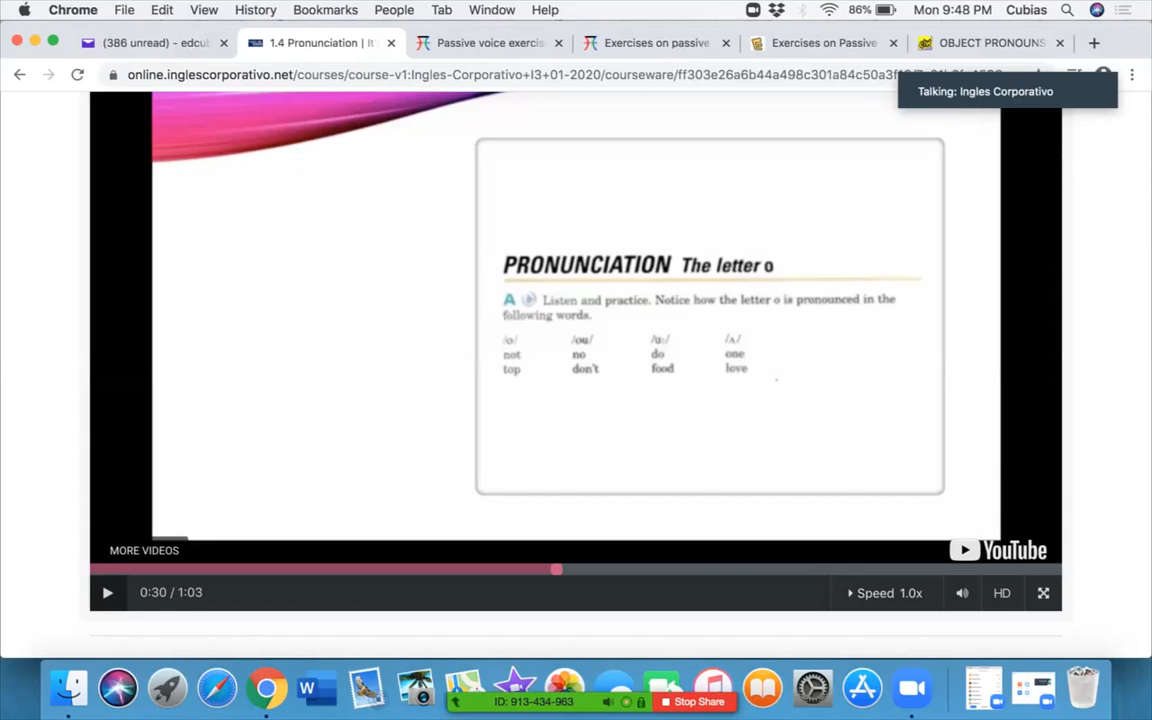 Chrome File Edit View History Bookmarks People Tab Window Help 86% Mon 9:48 PM Cubias
(386 unread) - edcut 1.4 Pronunciation | It' Passive voice exercis Exercises on passive Exercises on Passive OBJECT PRONOUNS
online.inglescorporativo.net/courses/course-v1:Ingles-Corporativo+I3+01-2020/courseware/ff303e26a6b44a498c301a84c50a3f
Talking: Ingles Corporativo
PRONUNCIATION The letter o
A Listen and practice. Notice how the letter o is pronounced in the
following words.
/o/ /ou/ /u:/ /ʌ/
not no do one
top don't food love
MORE VIDEOS
YouTube
0:30 / 1:03 Speed 1.0x HD
ID: 913-434-963 Stop Share